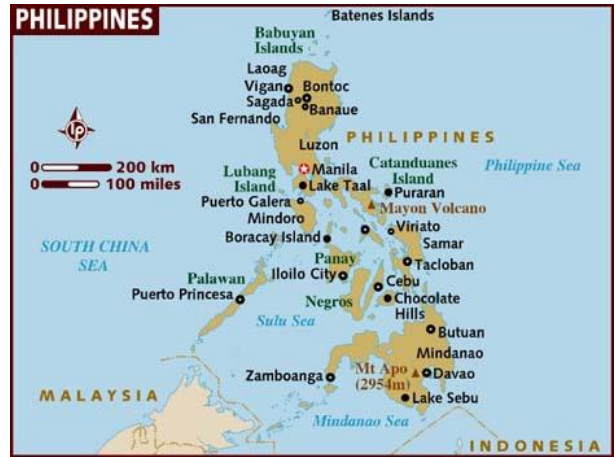 PHILIPPINES
Batenes Islands
Babuyan
Islands
Laoag
Vigan
Bontoc
Sagada
Banaue
San Fernando
Luzon
PHILIPPINES
lp
0 200 km
0 100 miles
Manila
Catanduanes
Island
Philippine Sea
Lubang
Island
Lake Taal
Puraran
Puerto Galera
Mayon Volcano
Mindoro
Viriato
Boracay Island
Samar
SOUTH CHINA
SEA
Panay
Tacloban
Palawan
Iloilo City
Cebu
Puerto Princesa
Negros
Chocolate
Hills
Sulu Sea
Butuan
Mindanao
Mt Apo
(2954m)
Davao
Zamboanga
MALAYSIA
Lake Sebu
Mindanao Sea
INDONESIA